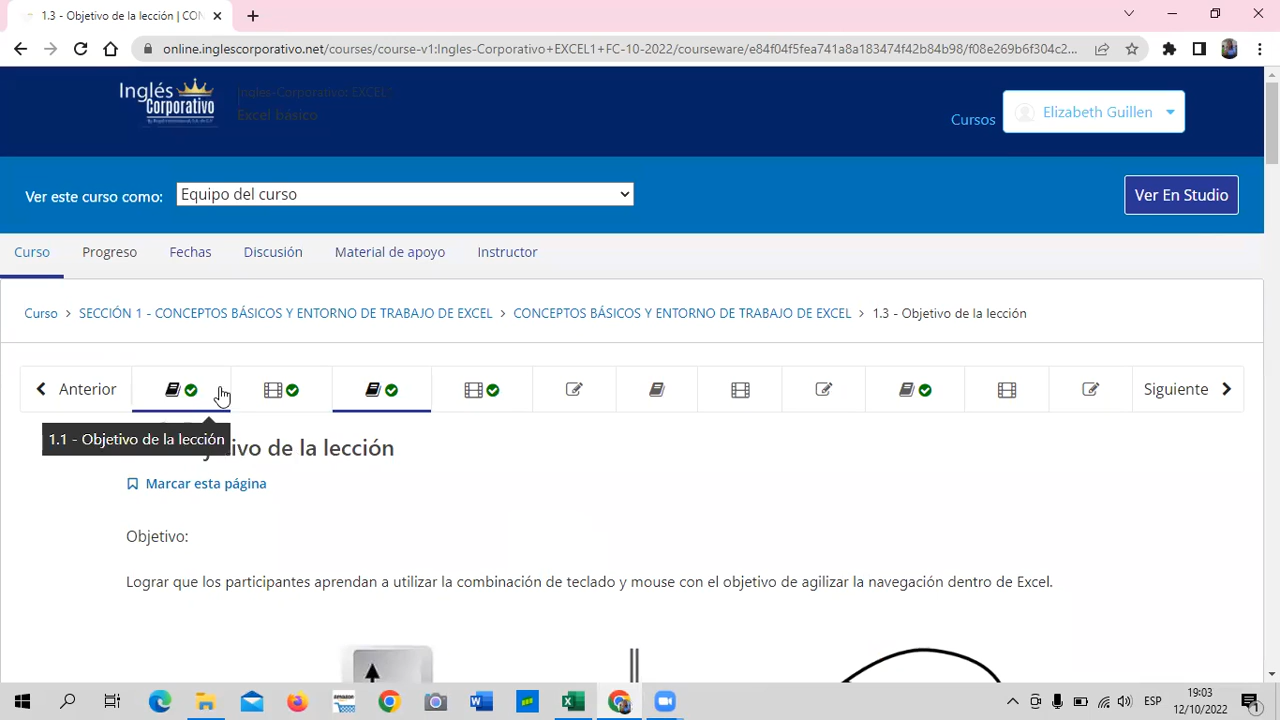 1.3 - Objetivo de la lección | CON
online.inglescorporativo.net/courses/course-v1:Ingles-Corporativo+EXCEL1+FC-10-2022/courseware/e84f04f5fea741a8a183474f42b84b98/f08e269b6f304c2...
Inglés
Corporativo
Ingles-Corporativo: EXCEL1
Excel básico
Cursos
Elizabeth Guillen
Ver este curso como:
Equipo del curso
Ver En Studio
Curso Progreso Fechas Discusión Material de apoyo Instructor
Curso > SECCIÓN 1 - CONCEPTOS BÁSICOS Y ENTORNO DE TRABAJO DE EXCEL > CONCEPTOS BÁSICOS Y ENTORNO DE TRABAJO DE EXCEL > 1.3 - Objetivo de la lección
Anterior
Siguiente
1.1 - Objetivo de la lección
jetivo de la lección
Marcar esta página
Objetivo:
Lograr que los participantes aprendan a utilizar la combinación de teclado y mouse con el objetivo de agilizar la navegación dentro de Excel.
ESP
19:03
12/10/2022
1